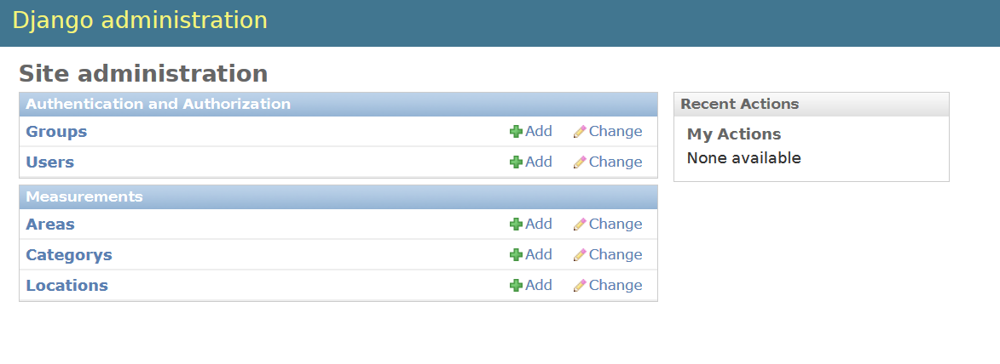 Django administration
Site administration
Authentication and Authorization
Groups Add Change
Users Add Change
Measurements
Areas Add Change
Categorys Add Change
Locations Add Change
Recent Actions
My Actions
None available